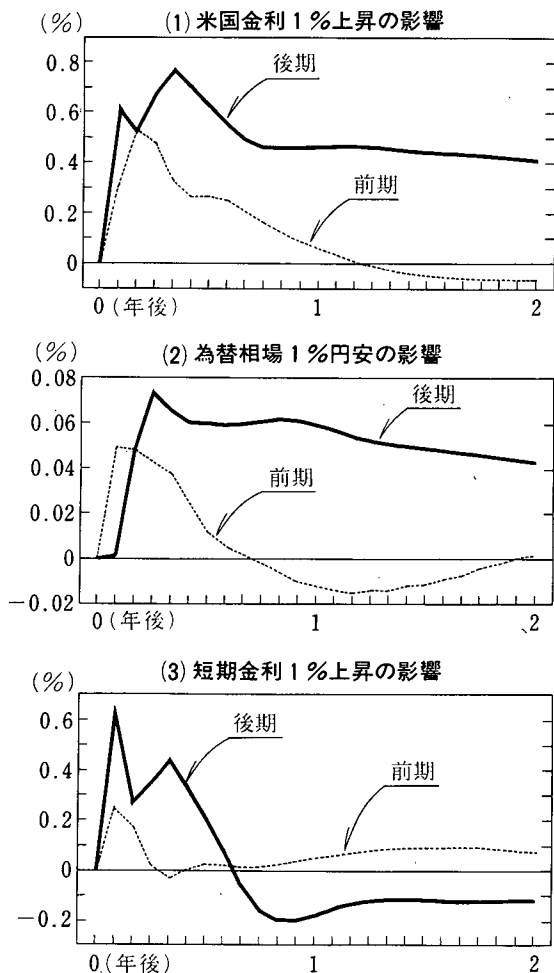 (%)
(1) 米国金利1%上昇の影響
0.8
後期
0.6
0.4
前期
0.2
0
0 (年後)
1
2
(%)
(2) 為替相場1%円安の影響
0.08
後期
0.06
0.04
前期
0.02
0
-0.02
0 (年後)
1
2
(%)
(3) 短期金利1%上昇の影響
0.6
後期
0.4
前期
0.2
0
-0.2
0 (年後)
1
2